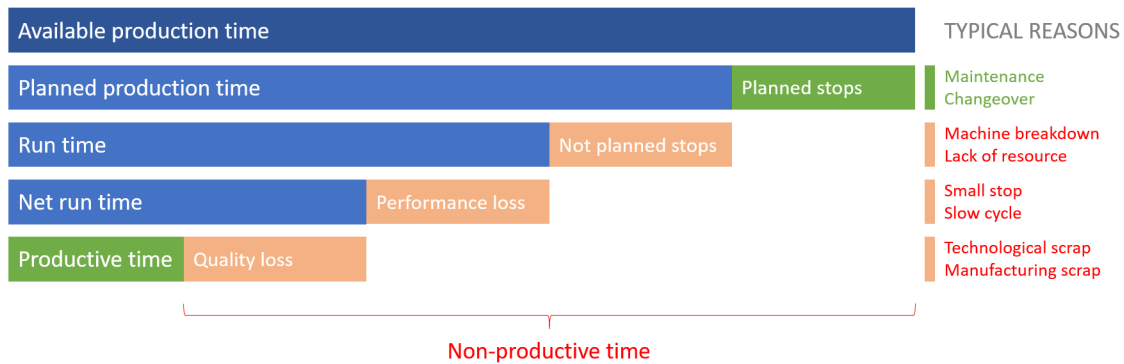 Available production time
TYPICAL REASONS
Planned production time
Planned stops
Maintenance
Changeover
Run time
Not planned stops
Machine breakdown
Lack of resource
Net run time
Performance loss
Small stop
Slow cycle
Productive time
Quality loss
Technological scrap
Manufacturing scrap
Non-productive time